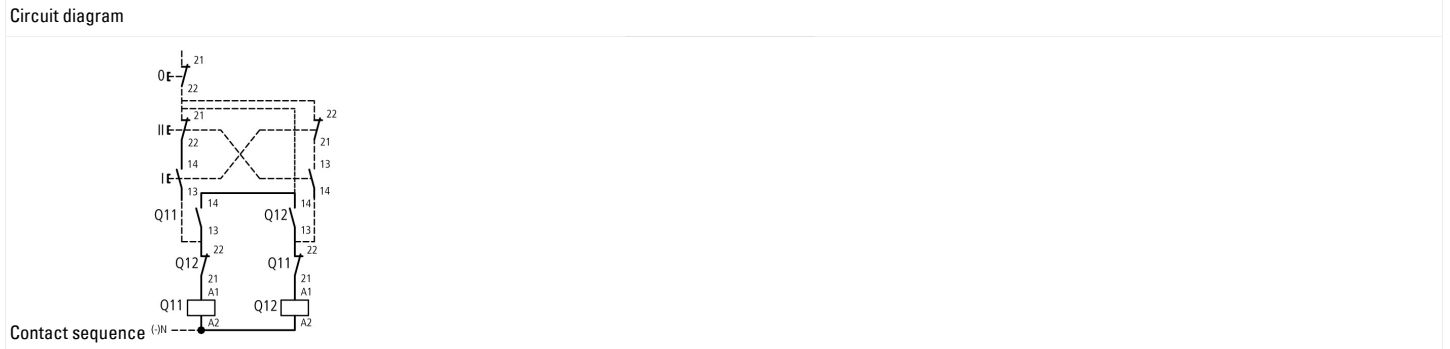 Circuit diagram
21
0
22
21 22
II
22 21
14 13
I
13 14
14 14
Q11 Q12
13 13
22 22
Q12 Q11
21 21
A1 A1
Q11 Q12
A2 A2
Contact sequence (-)N